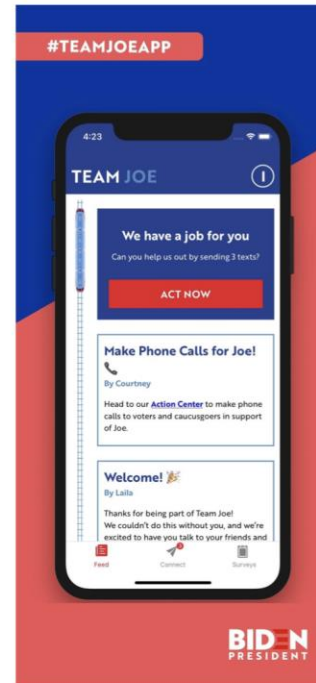 #TEAMJOEAPP
4:23
TEAM JOE
We have a job for you
Can you help us out by sending 3 texts?
ACT NOW
Make Phone Calls for Joe!
📞
By Courtney
Head to our Action Center to make phone
calls to voters and caucusgoers in support
of Joe.
Welcome! 🎉
By Laila
Thanks for being part of Team Joe!
We couldn't do this without you, and we're
excited to have you talk to your friends and
Feed
Connect
Surveys
BIDEN
PRESIDENT